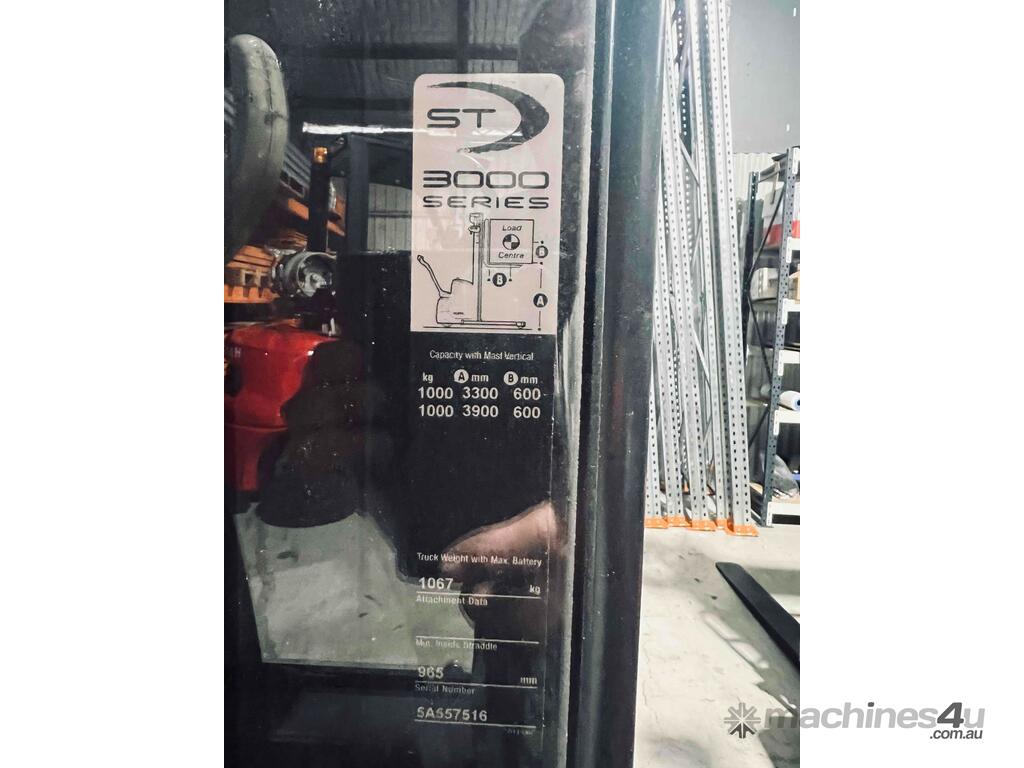 ST
3000
SERIES
Load
Centre
B
B
A
Capacity with Mast Vertical
kg A mm B mm
1000 3300 600
1000 3900 600
Truck Weight with Max. Battery
1067 kg
Attachment Data
Min. Inside Straddle
965 mm
Serial Number
5A557516
machines4u
.com.au